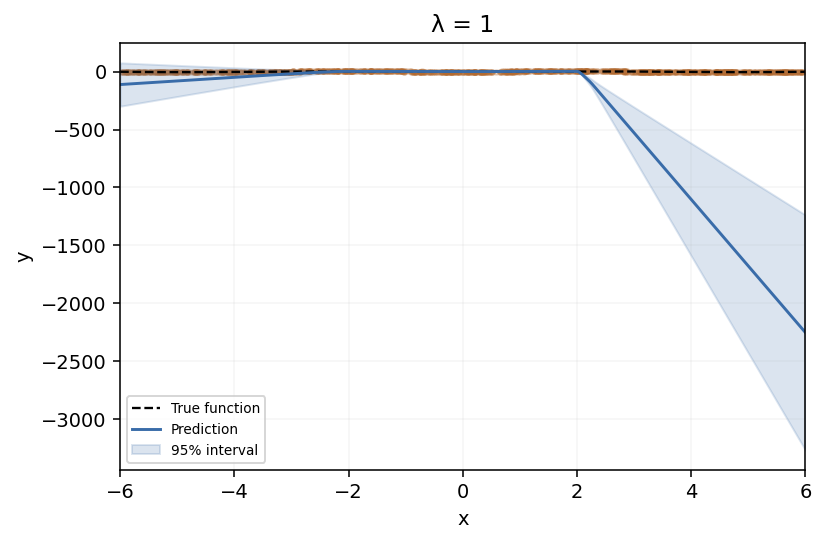 λ = 1
0
−500
−1000
−1500
−2000
−2500
−3000
y
True function
Prediction
95% interval
−6 −4 −2 0 2 4 6
x